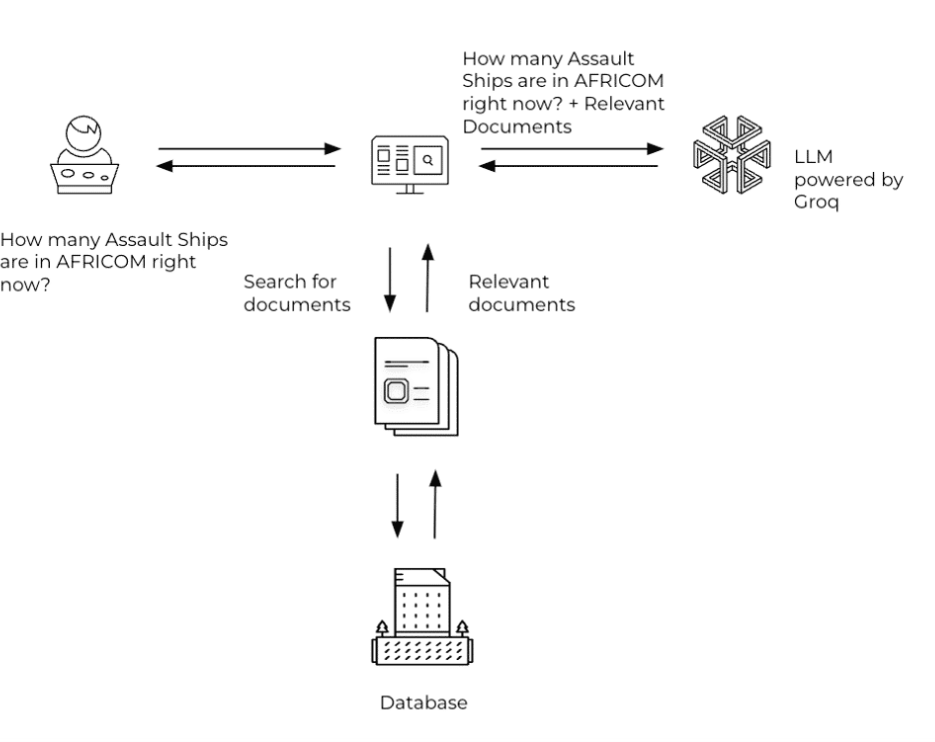 How many Assault
Ships are in AFRICOM
right now? + Relevant
Documents
LLM
powered by
Groq
How many Assault Ships
are in AFRICOM right
now?
Search for
documents
Relevant
documents
Database